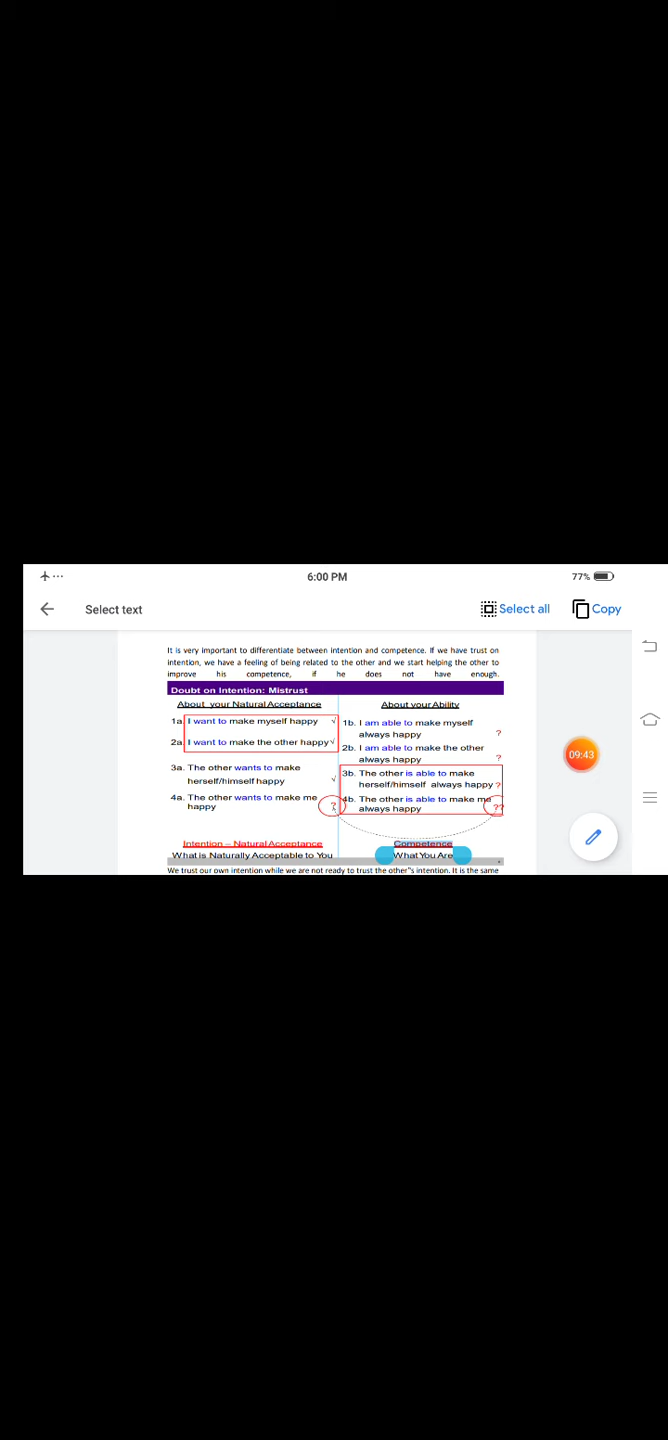 6:00 PM
77%
Select text
Select all
Copy
It is very important to differentiate between intention and competence. If we have trust on
intention, we have a feeling of being related to the other and we start helping the other to
improve his competence, if he does not have enough.
Doubt on Intention: Mistrust
About your Natural Acceptance
1a. I want to make myself happy √
2a. I want to make the other happy √
3a. The other wants to make
herself/himself happy √
4a. The other wants to make me
happy ?
Intention – Natural Acceptance
What is Naturally Acceptable to You
About your Ability
1b. I am able to make myself
always happy ?
2b. I am able to make the other
always happy ?
3b. The other is able to make
herself/himself always happy ?
4b. The other is able to make me
always happy ??
Competence
What You Are
We trust our own intention while we are not ready to trust the other"s intention. It is the same
09:43